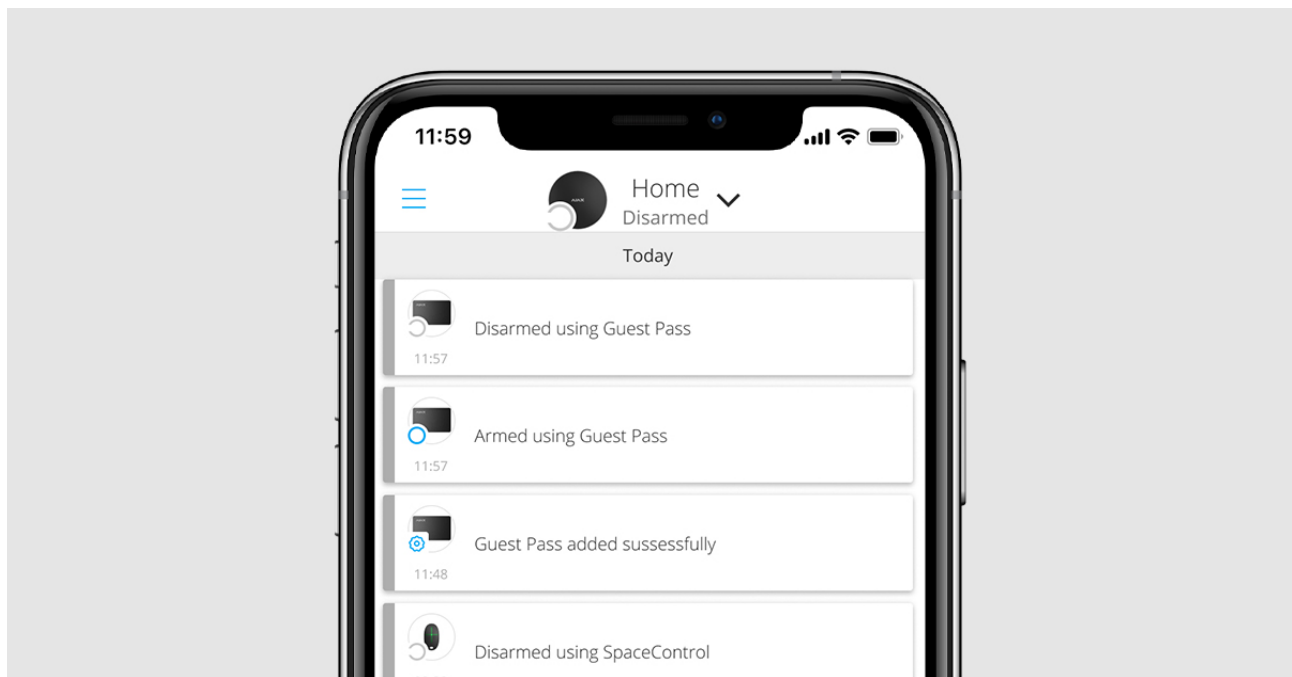 11:59
Home
Disarmed
Today
Disarmed using Guest Pass
11:57
Armed using Guest Pass
11:57
Guest Pass added sussessfully
11:48
Disarmed using SpaceControl